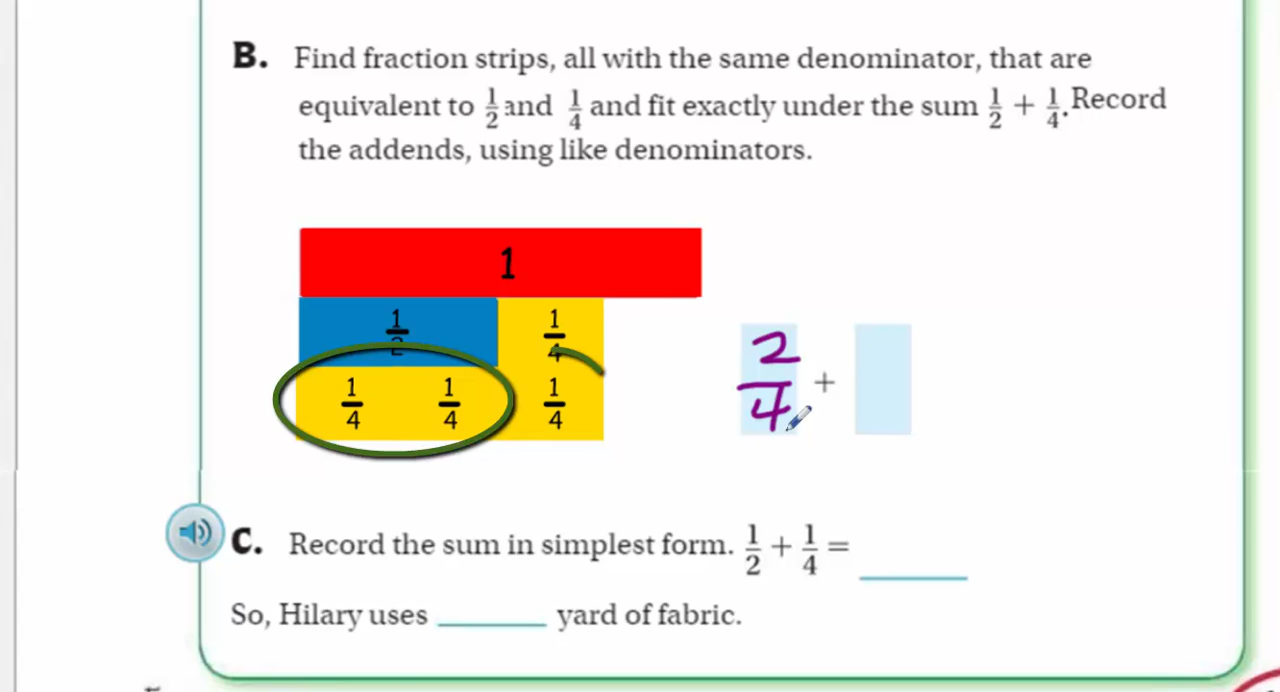 B. Find fraction strips, all with the same denominator, that are
equivalent to 1/2 and 1/4 and fit exactly under the sum 1/2 + 1/4. Record
the addends, using like denominators.
1
1/2 1/4
1/4 1/4 1/4
2/4 +
C. Record the sum in simplest form. 1/2 + 1/4 = ______
So, Hilary uses ______ yard of fabric.